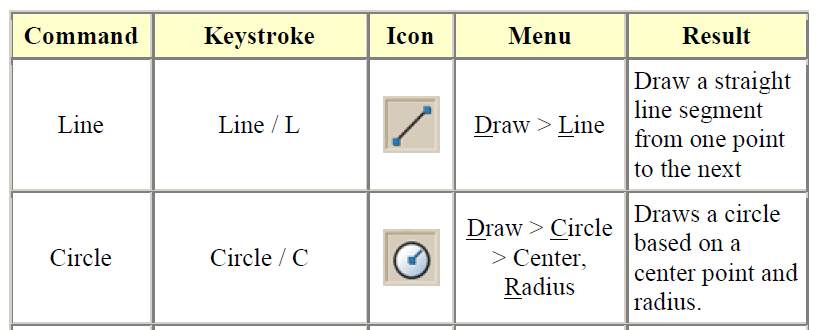 Command Keystroke Icon Menu Result
Line Line / L Draw > Line
Draw a straight
line segment
from one point
to the next
Circle Circle / C
Draw > Circle
> Center,
Radius
Draws a circle
based on a
center point and
radius.